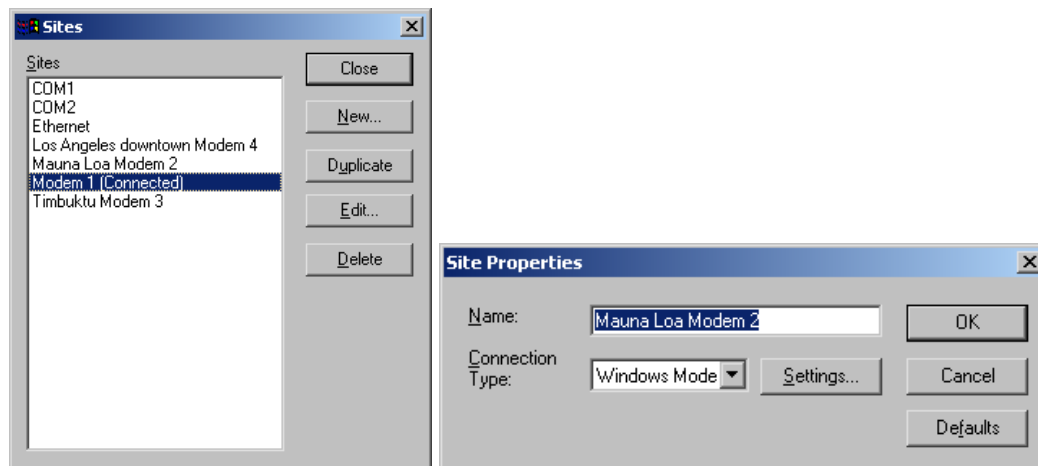 Sites
Sites
COM1
COM2
Ethernet
Los Angeles downtown Modem 4
Mauna Loa Modem 2
Modem 1 (Connected)
Timbuktu Modem 3
Close
New...
Duplicate
Edit...
Delete
Site Properties
Name:
Mauna Loa Modem 2
Connection
Type:
Windows Mode
Settings...
OK
Cancel
Defaults